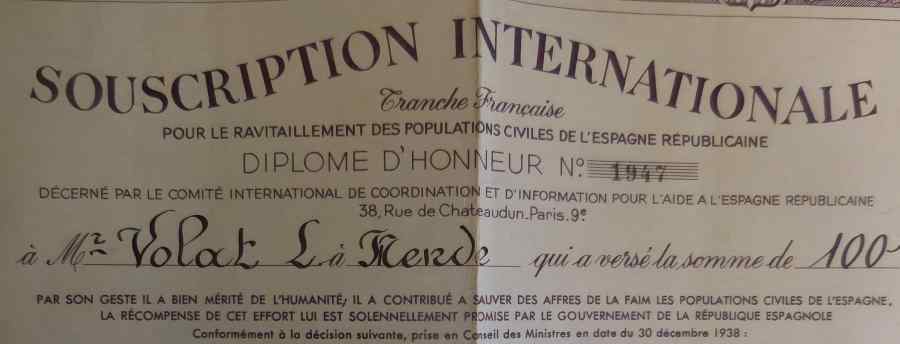 SOUSCRIPTION INTERNATIONALE
Tranche Française
POUR LE RAVITAILLEMENT DES POPULATIONS CIVILES DE L'ESPAGNE RÉPUBLICAINE
DIPLOME D'HONNEUR No. 1947
DÉCERNÉ PAR LE COMITÉ INTERNATIONAL DE COORDINATION ET D'INFORMATION POUR L'AIDE A L'ESPAGNE RÉPUBLICAINE
38, Rue de Chateaudun. Paris. 9e
à Mr Volat L. à Mende qui a versé la somme de 100
PAR SON GESTE IL A BIEN MÉRITÉ DE L'HUMANITÉ; IL A CONTRIBUÉ A SAUVER DES AFFRES DE LA FAIM LES POPULATIONS CIVILES DE L'ESPAGNE.
LA RÉCOMPENSE DE CET EFFORT LUI EST SOLENNELLEMENT PROMISE PAR LE GOUVERNEMENT DE LA RÉPUBLIQUE ESPAGNOLE
Conformément à la décision suivante, prise en Conseil des Ministres en date du 30 décembre 1938 :